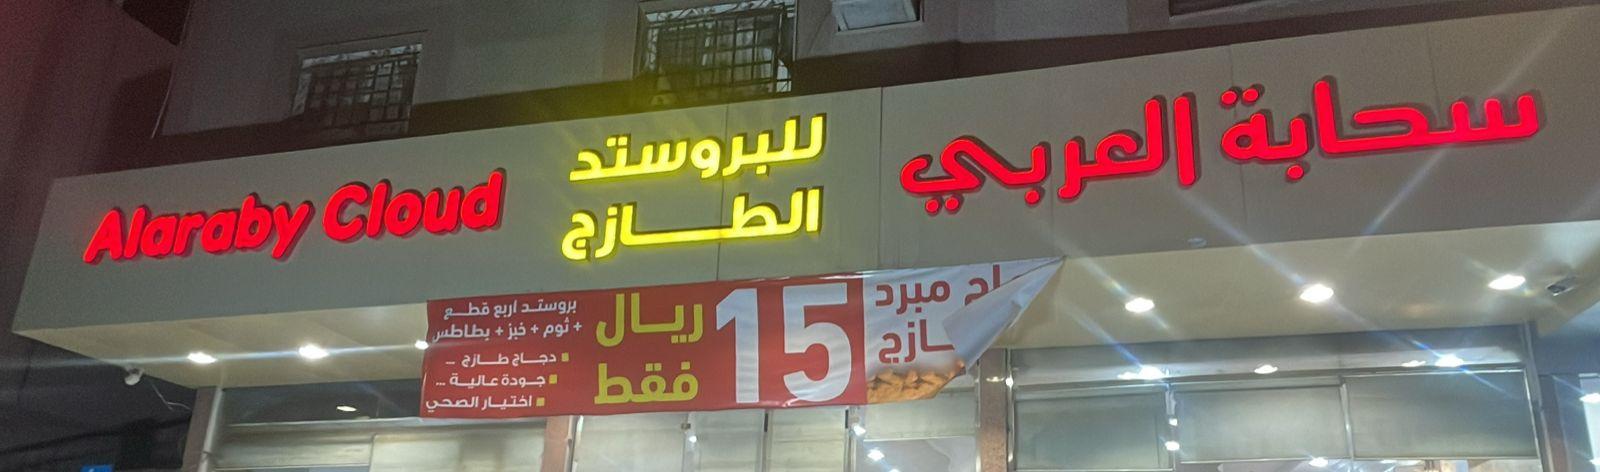 سحابة العربي
للبروستد
الطازج
Alaraby Cloud
مبرد
15
ريال
فقط
بروستد اربع قطع
+ ثوم + خبز + بطاطس
دجاج طازج ...
جودة عالية ...
اختيار الصحي